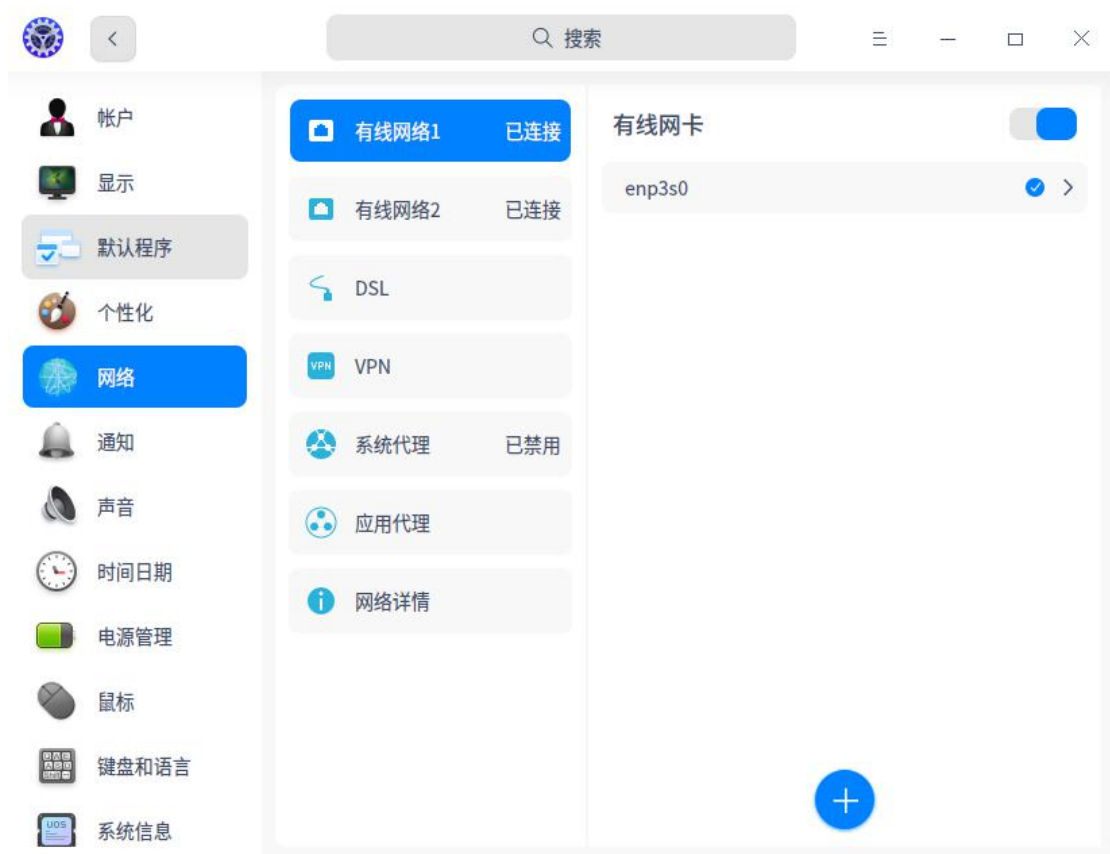 搜索
帐户
显示
默认程序
个性化
网络
通知
声音
时间日期
电源管理
鼠标
键盘和语言
UOS
系统信息
有线网络1 已连接
有线网络2 已连接
DSL
VPN VPN
系统代理 已禁用
应用代理
网络详情
有线网卡
enp3s0